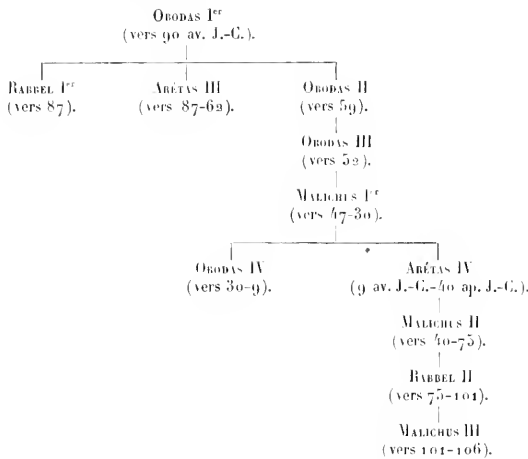 Obodas Iᵉʳ
(vers 90 av. J.-C.).
Rabbel Iᵉʳ
(vers 87).
Arétas III
(vers 87-62).
Obodas II
(vers 59).
Obodas III
(vers 52).
Malichus Iᵉʳ
(vers 47-30).
Obodas IV
(vers 30-9).
Arétas IV
(9 av. J.-C.-40 ap. J.-C.).
Malichus II
(vers 40-75).
Rabbel II
(vers 75-101).
Malichus III
(vers 101-106).